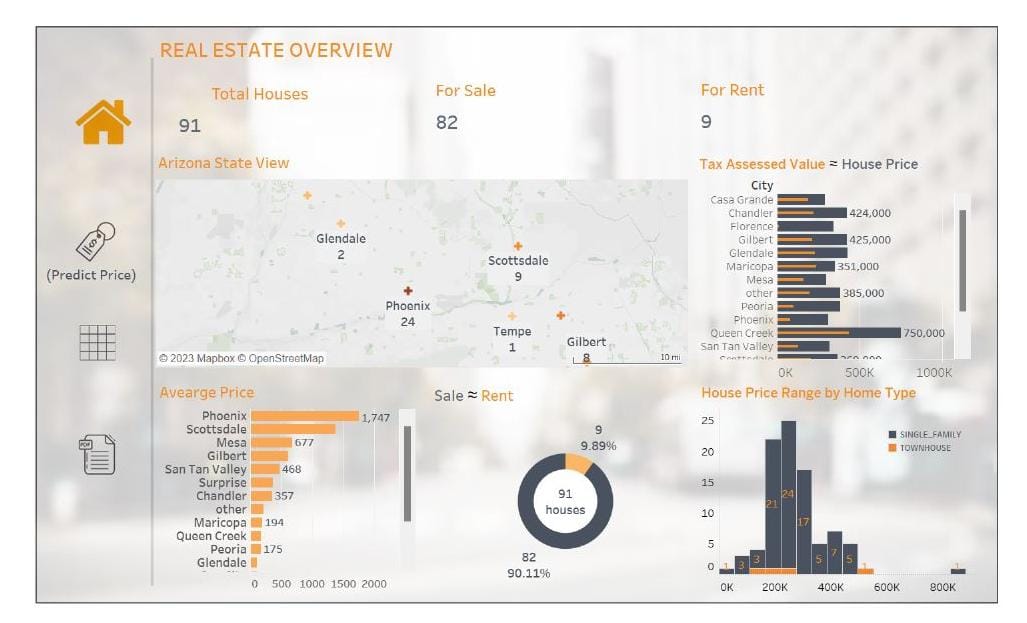 REAL ESTATE OVERVIEW
Total Houses
91
For Sale
82
For Rent
9
(Predict Price)
PDF
Arizona State View
Glendale
2
Scottsdale
9
Phoenix
24
Tempe
1
Gilbert
8
© 2023 Mapbox © OpenStreetMap
10 mi
Tax Assessed Value ≈ House Price
City
Casa Grande
Chandler 424,000
Florence
Gilbert 425,000
Glendale
Maricopa 351,000
Mesa
other 385,000
Peoria
Phoenix
Queen Creek 750,000
San Tan Valley
Scottsdale
0K 500K 1000K
Avearge Price
Phoenix 1,747
Scottsdale
Mesa 677
Gilbert
San Tan Valley 468
Surprise
Chandler 357
other
Maricopa 194
Queen Creek
Peoria 175
Glendale
0 500 1000 1500 2000
Sale ≈ Rent
9
9.89%
91
houses
82
90.11%
House Price Range by Home Type
SINGLE_FAMILY
TOWNHOUSE
25
20
15
10
5
0
1 3 3 21 24 17 5 7 5 1 1
0K 200K 400K 600K 800K